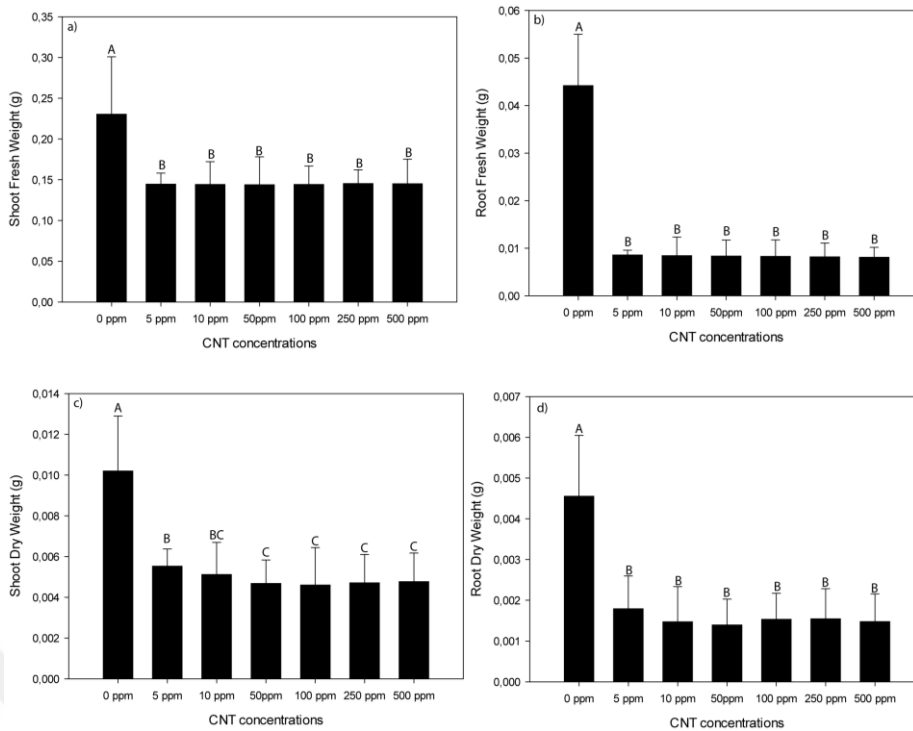 a)
Shoot Fresh Weight (g)
0,35
0,30
0,25
0,20
0,15
0,10
0,05
0,00
A
B
B
B
B
B
B
0 ppm 5 ppm 10 ppm 50ppm 100 ppm 250 ppm 500 ppm
CNT concentrations
b)
Root Fresh Weight (g)
0,06
0,05
0,04
0,03
0,02
0,01
0,00
A
B
B
B
B
B
B
0 ppm 5 ppm 10 ppm 50ppm 100 ppm 250 ppm 500 ppm
CNT concentrations
c)
Shoot Dry Weight (g)
0,014
0,012
0,010
0,008
0,006
0,004
0,002
0,000
A
B
BC
C
C
C
C
0 ppm 5 ppm 10 ppm 50ppm 100 ppm 250 ppm 500 ppm
CNT concentrations
d)
Root Dry Weight (g)
0,007
0,006
0,005
0,004
0,003
0,002
0,001
0,000
A
B
B
B
B
B
B
0 ppm 5 ppm 10 ppm 50ppm 100 ppm 250 ppm 500 ppm
CNT concentrations